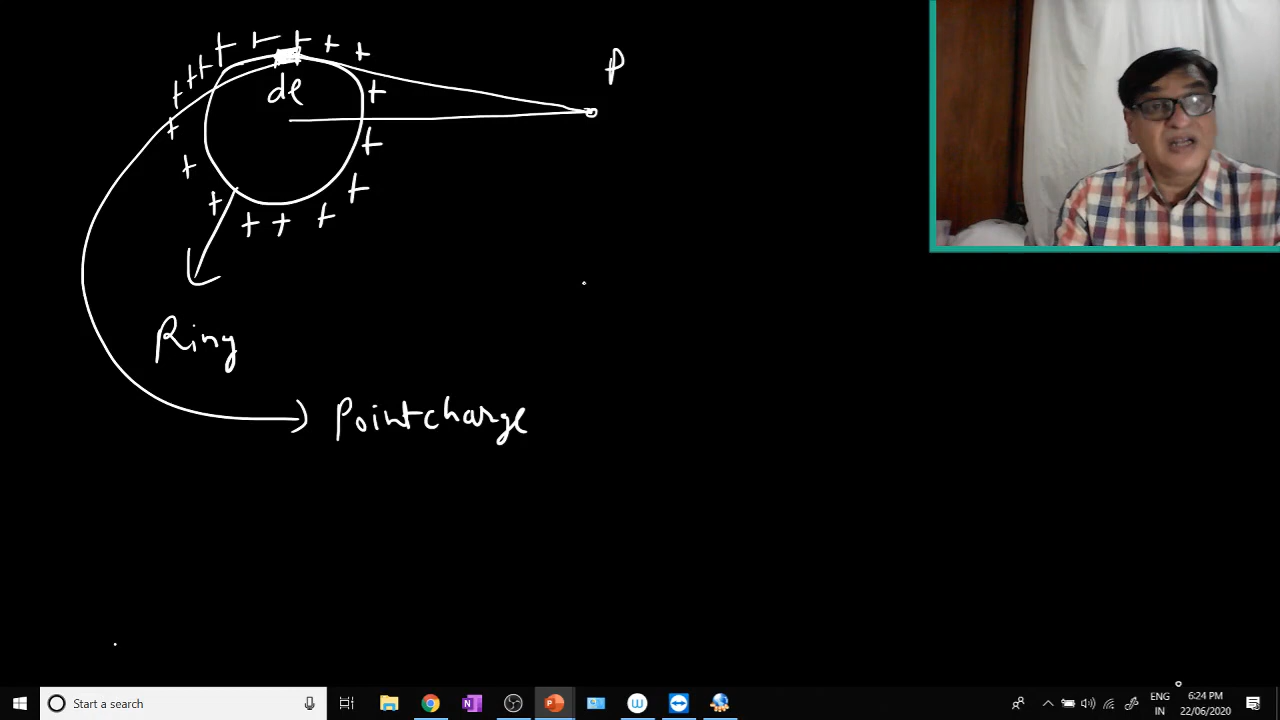 P
dl
Ring
Pointcharge
Start a search
ENG
IN
6:24 PM
22/06/2020